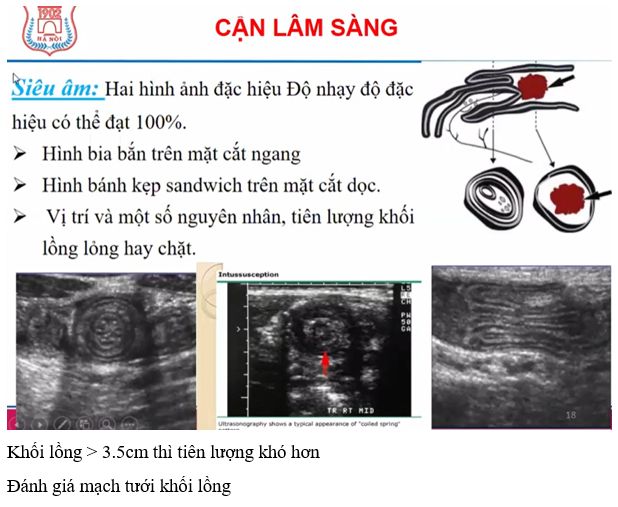 1902
HÀ NỘI
CẬN LÂM SÀNG
Siêu âm: Hai hình ảnh đặc hiệu Độ nhạy độ đặc
hiệu có thể đạt 100%.
Hình bia bắn trên mặt cắt ngang
Hình bánh kẹp sandwich trên mặt cắt dọc.
Vị trí và một số nguyên nhân, tiên lượng khối
lồng lỏng hay chặt.
Intussusception
TR RT MID
Ultrasonography shows a typical appearance of "coiled spring"
18
Khối lồng > 3.5cm thì tiên lượng khó hơn
Đánh giá mạch tưới khối lồng